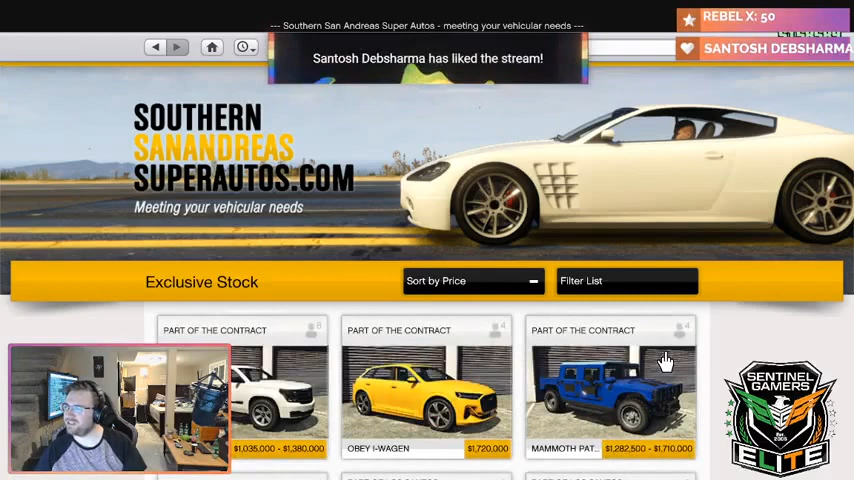 --- Southern San Andreas Super Autos - meeting your vehicular needs ---
REBEL X: 50
Santosh Debsharma has liked the stream!
SANTOSH DEBSHARMA
SOUTHERN
SANANDREAS
SUPERAUTOS.COM
Meeting your vehicular needs
Exclusive Stock
Sort by Price
Filter List
PART OF THE CONTRACT
8
PART OF THE CONTRACT
4
PART OF THE CONTRACT
4
$1,035,000 - $1,380,000
OBEY I-WAGEN
$1,720,000
MAMMOTH PAT...
$1,282,500 - $1,710,000
SENTINEL
GAMERS
ELITE